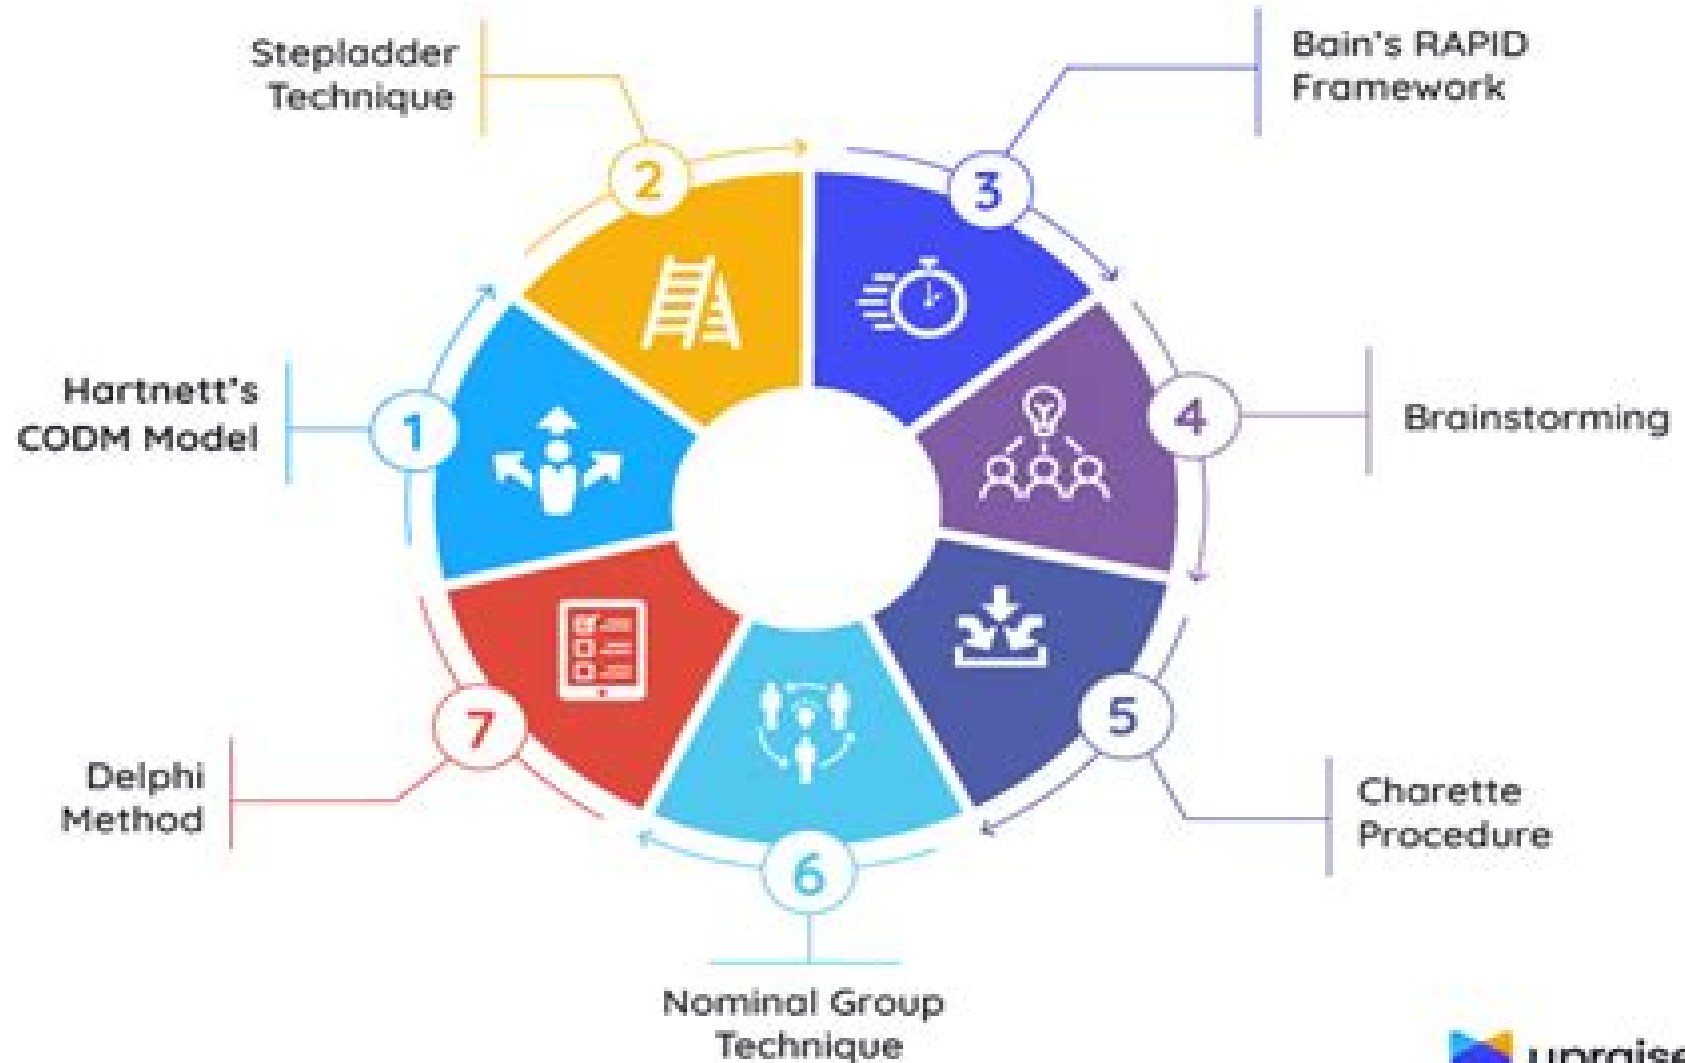 Stepladder
Technique
Bain's RAPID
Framework
2
3
Hartnett's
CODM Model
1
4
Brainstorming
7
5
Delphi
Method
Charette
Procedure
6
Nominal Group
Technique
upraise